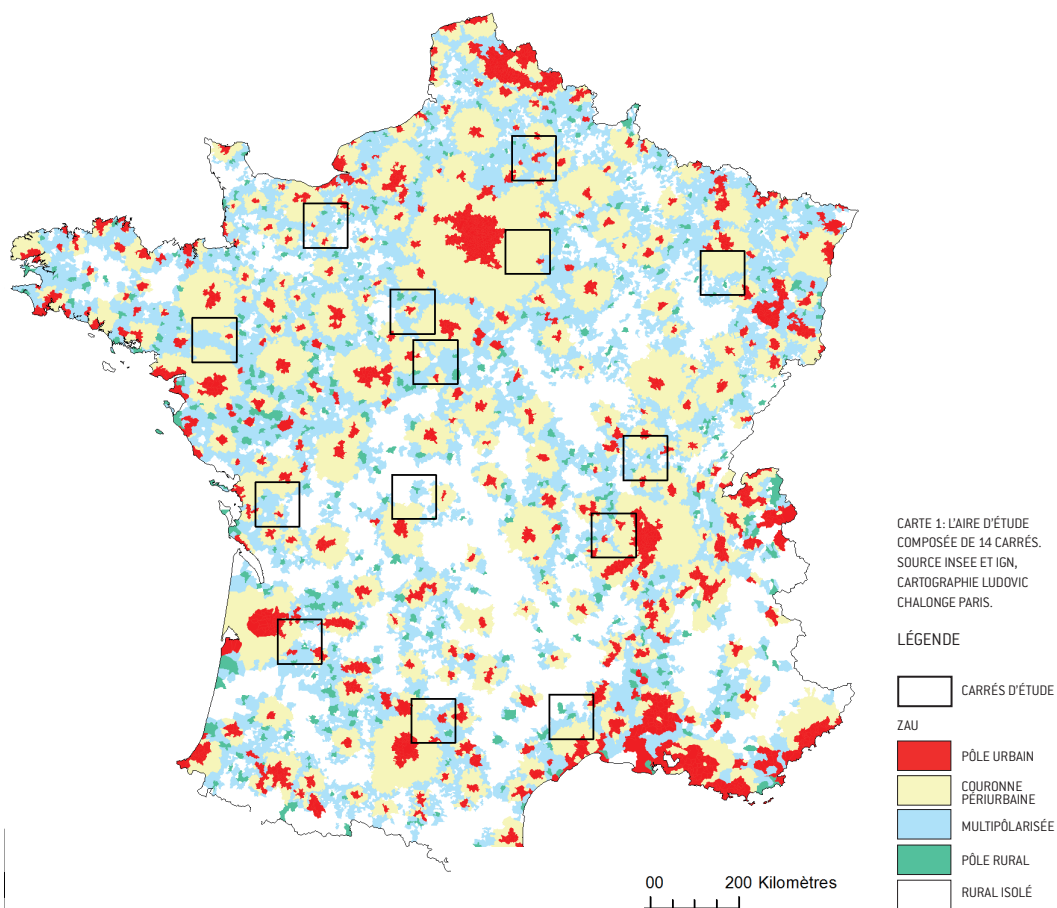 CARTE 1: L'AIRE D'ÉTUDE
COMPOSÉE DE 14 CARRÉS.
SOURCE INSEE ET IGN,
CARTOGRAPHIE LUDOVIC
CHALONGE PARIS.
LÉGENDE
CARRÉS D'ÉTUDE
ZAU
PÔLE URBAIN
COURONNE
PÉRIURBAINE
MULTIPÔLARISÉE
PÔLE RURAL
RURAL ISOLÉ
00 200 Kilomètres